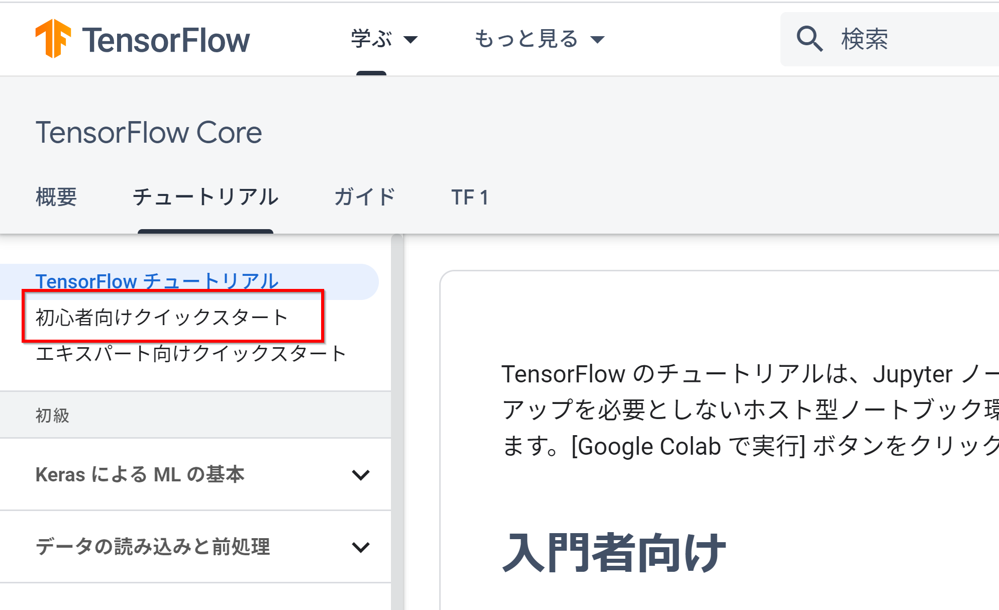 TensorFlow
学ぶ
もっと見る
検索
TensorFlow Core
概要
チュートリアル
ガイド
TF 1
TensorFlow チュートリアル
初心者向けクイックスタート
エキスパート向けクイックスタート
初級
Keras による ML の基本
データの読み込みと前処理
TensorFlow のチュートリアルは、Jupyter ノー
アップを必要としないホスト型ノートブック環
ます。[Google Colab で実行] ボタンをクリック
入門者向け